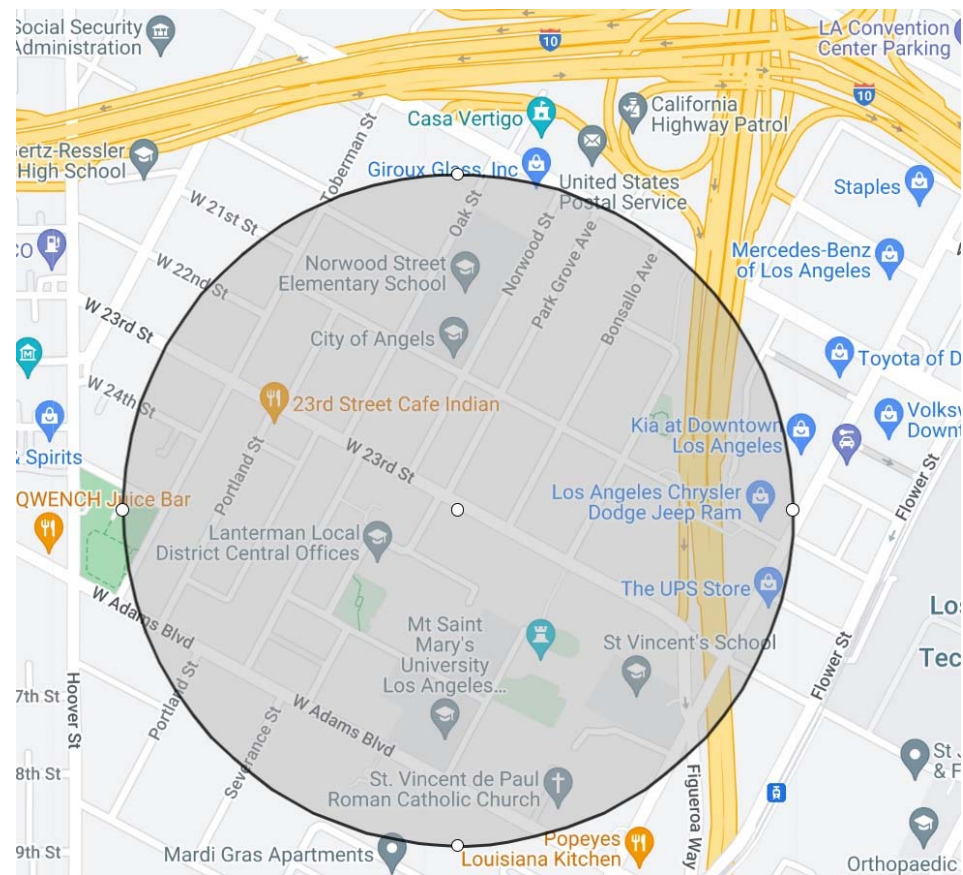 Social Security
Administration
10
LA Convention
Center Parking
10
California
Highway Patrol
Casa Vertigo
Toberman St
ertz-Ressler
High School
Giroux Glass, Inc
United States
Postal Service
Staples
W 21st St
Oak St
Norwood St
Park Grove Ave
Bonsallo Ave
Mercedes-Benz
of Los Angeles
CO
W 22nd St
Norwood Street
Elementary School
W 23rd St
City of Angels
Toyota of D
M
W 24th St
23rd Street Cafe Indian
Kia at Downtown
Los Angeles
Volksw
Downt
& Spirits
W 23rd St
Portland St
Flower St
QWENCH Juice Bar
Los Angeles Chrysler
Dodge Jeep Ram
Lanterman Local
District Central Offices
The UPS Store
W Adams Blvd
Los
Tec
Mt Saint
Mary's
University
Los Angeles...
St Vincent's School
Flower St
7th St
Hoover St
Portland St
W Adams Blvd
Severance St
8th St
St. Vincent de Paul
Roman Catholic Church
Figueroa Way
St J
& F
9th St
Mardi Gras Apartments
Popeyes
Louisiana Kitchen
Orthopaedic